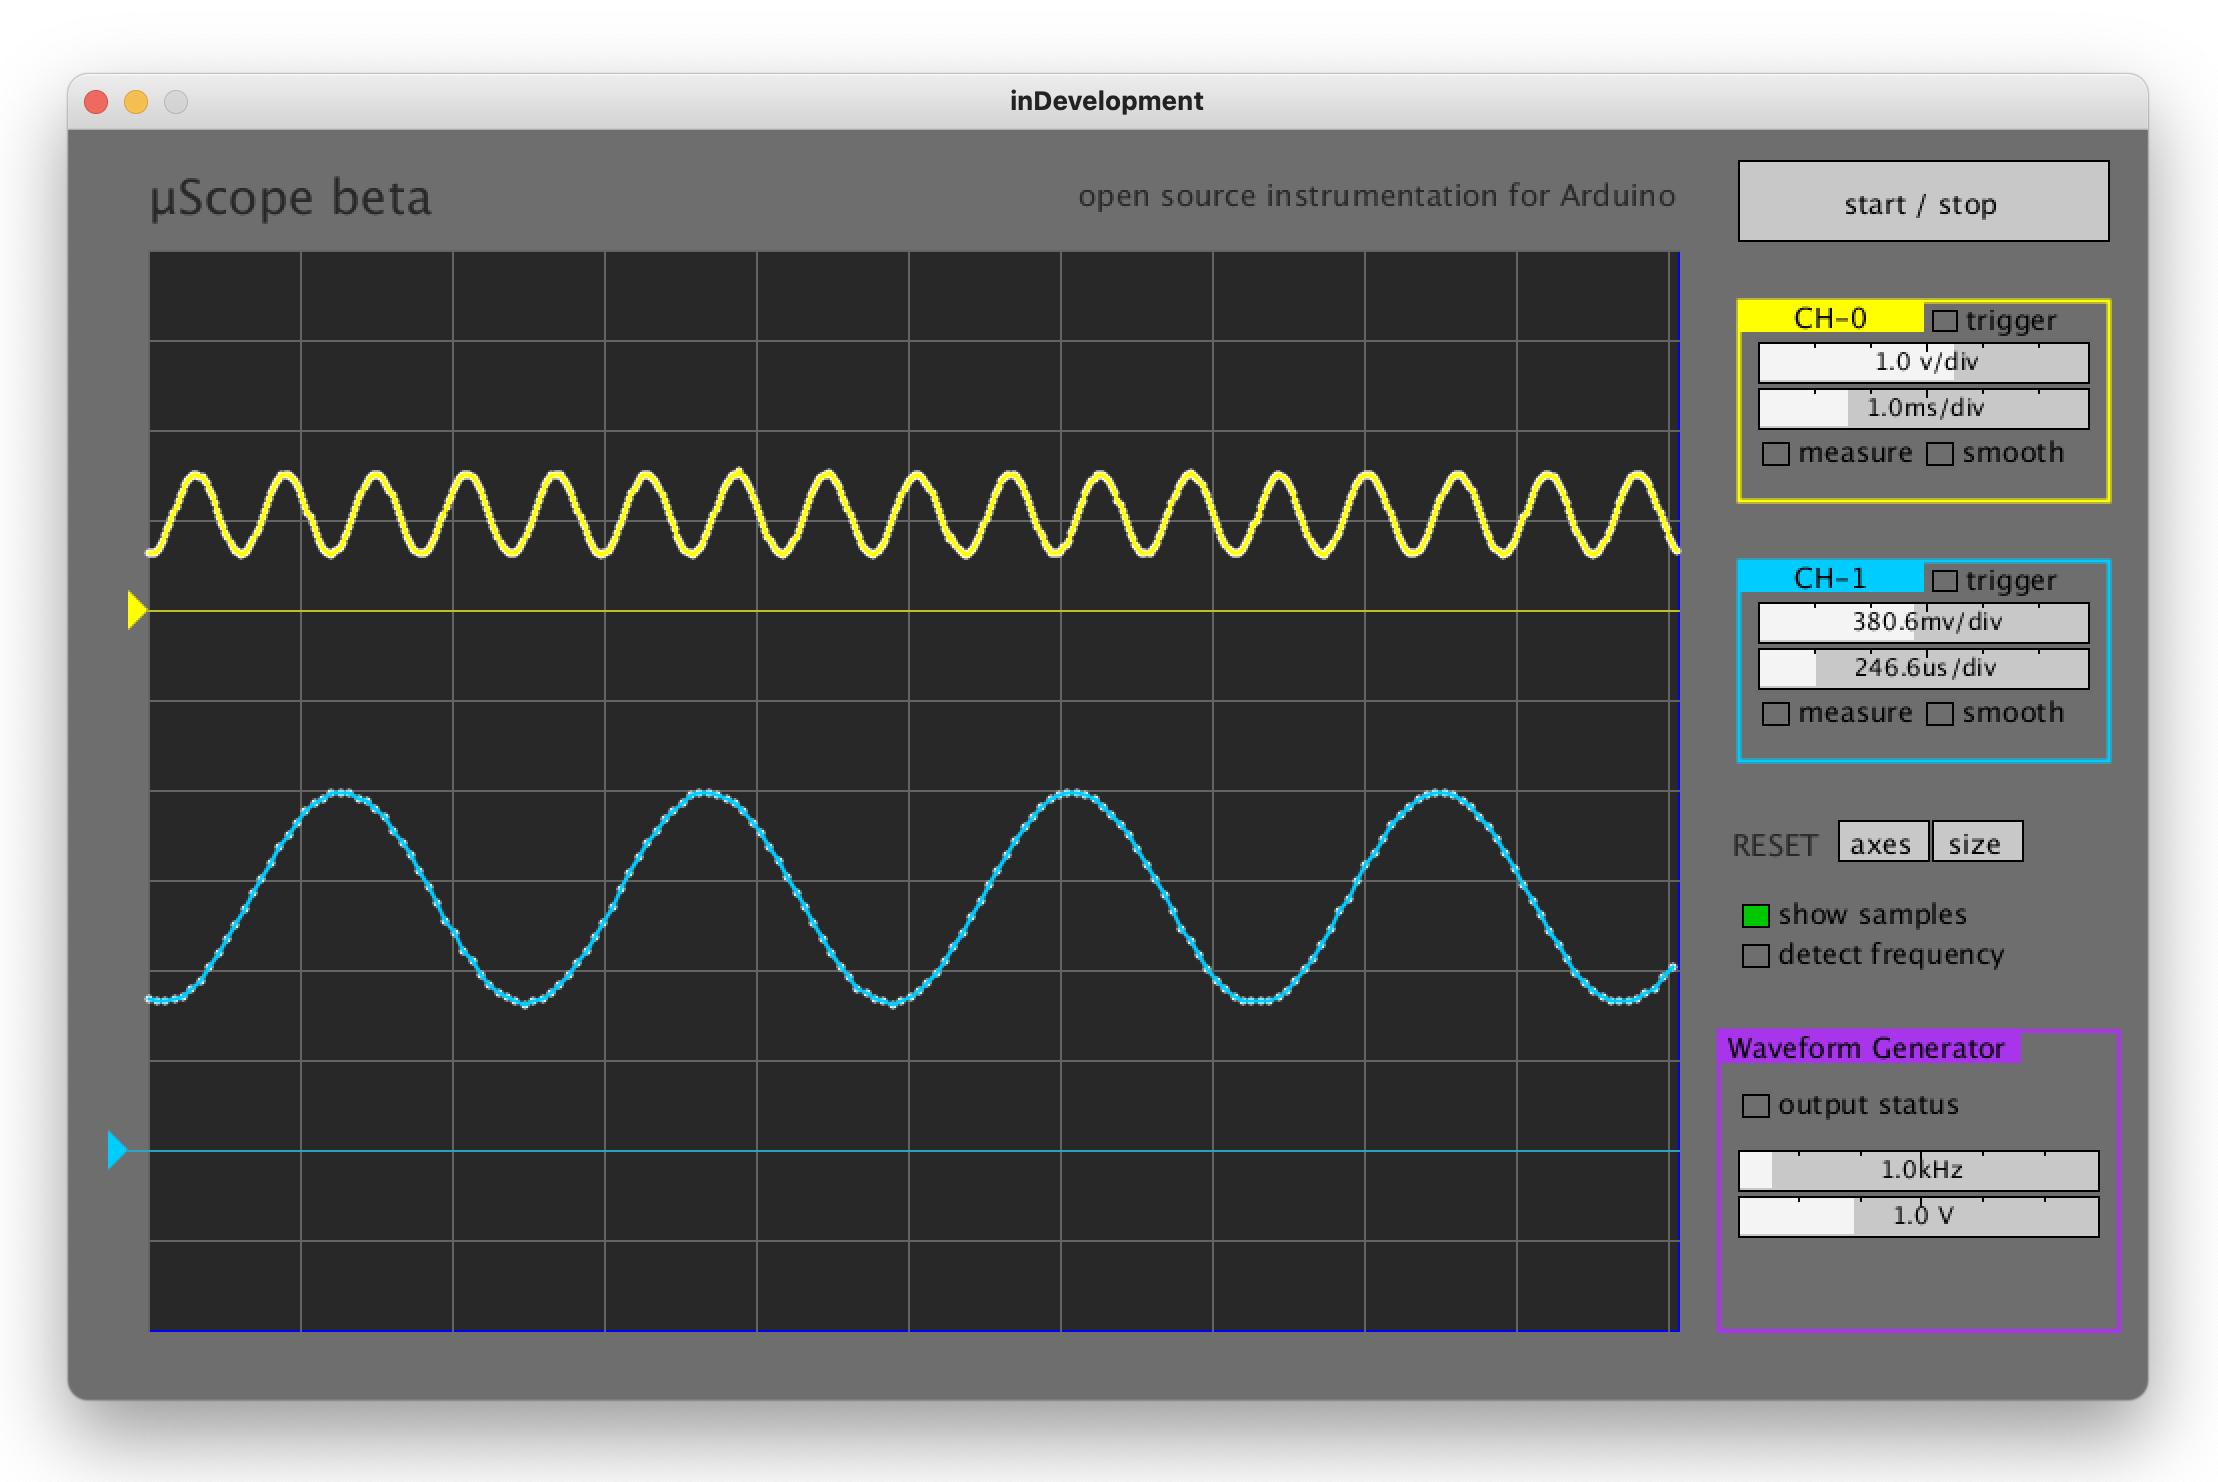 inDevelopment
µScope beta
open source instrumentation for Arduino
start / stop
CH-0
trigger
1.0 v/div
1.0ms/div
measure
smooth
CH-1
trigger
380.6mv/div
246.6us/div
measure
smooth
RESET
axes
size
show samples
detect frequency
Waveform Generator
output status
1.0kHz
1.0 V